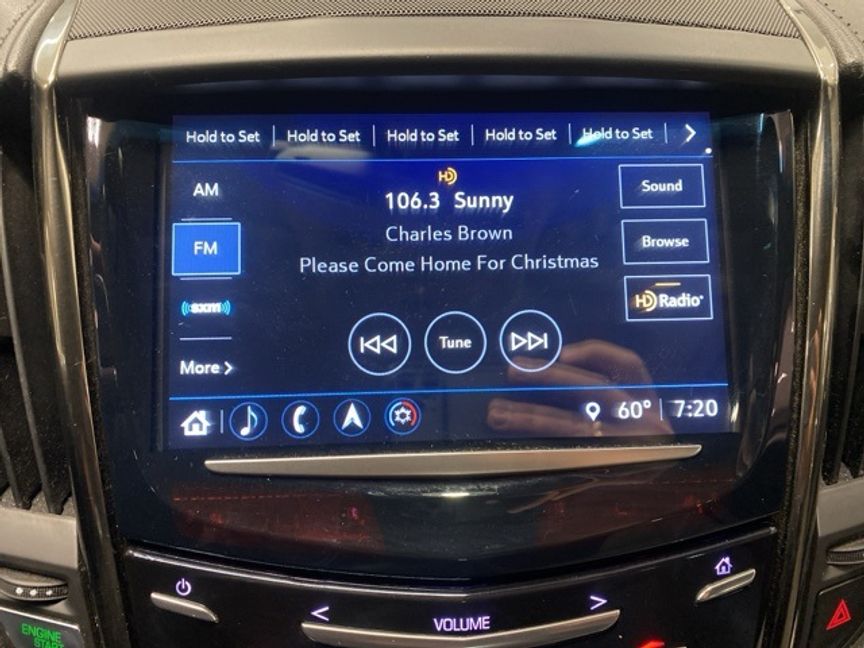 Hold to Set Hold to Set Hold to Set Hold to Set Hold to Set
AM
HD
106.3 Sunny
Sound
FM
Charles Brown
Browse
Please Come Home For Christmas
((sxm))
HD Radio
Tune
More
60° 7:20
VOLUME
ENGINE
START